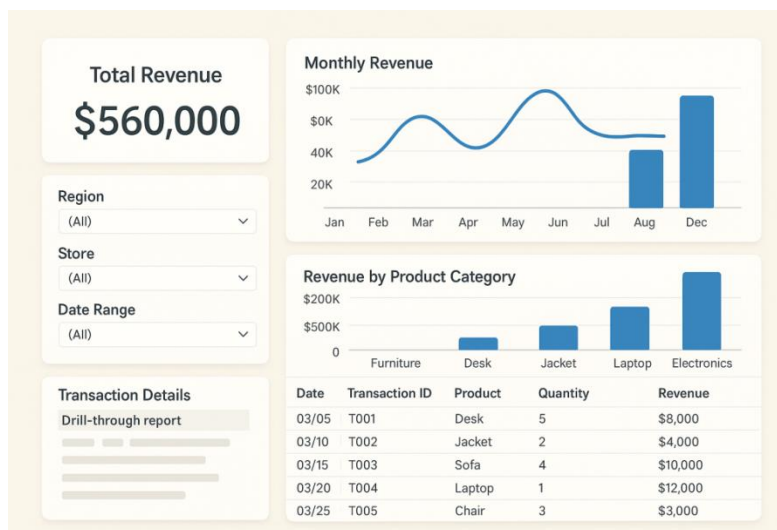 Total Revenue
$560,000
Region
(All)
Store
(All)
Date Range
(All)
Transaction Details
Drill-through report
Monthly Revenue
$100K
$0K
40K
20K
Jan Feb Mar Apr May Jun Jul Aug Dec
Revenue by Product Category
$200K
$500K
0
Furniture Desk Jacket Laptop Electronics
Date Transaction ID Product Quantity Revenue
03/05 T001 Desk 5 $8,000
03/10 T002 Jacket 2 $4,000
03/15 T003 Sofa 4 $10,000
03/20 T004 Laptop 1 $12,000
03/25 T005 Chair 3 $3,000